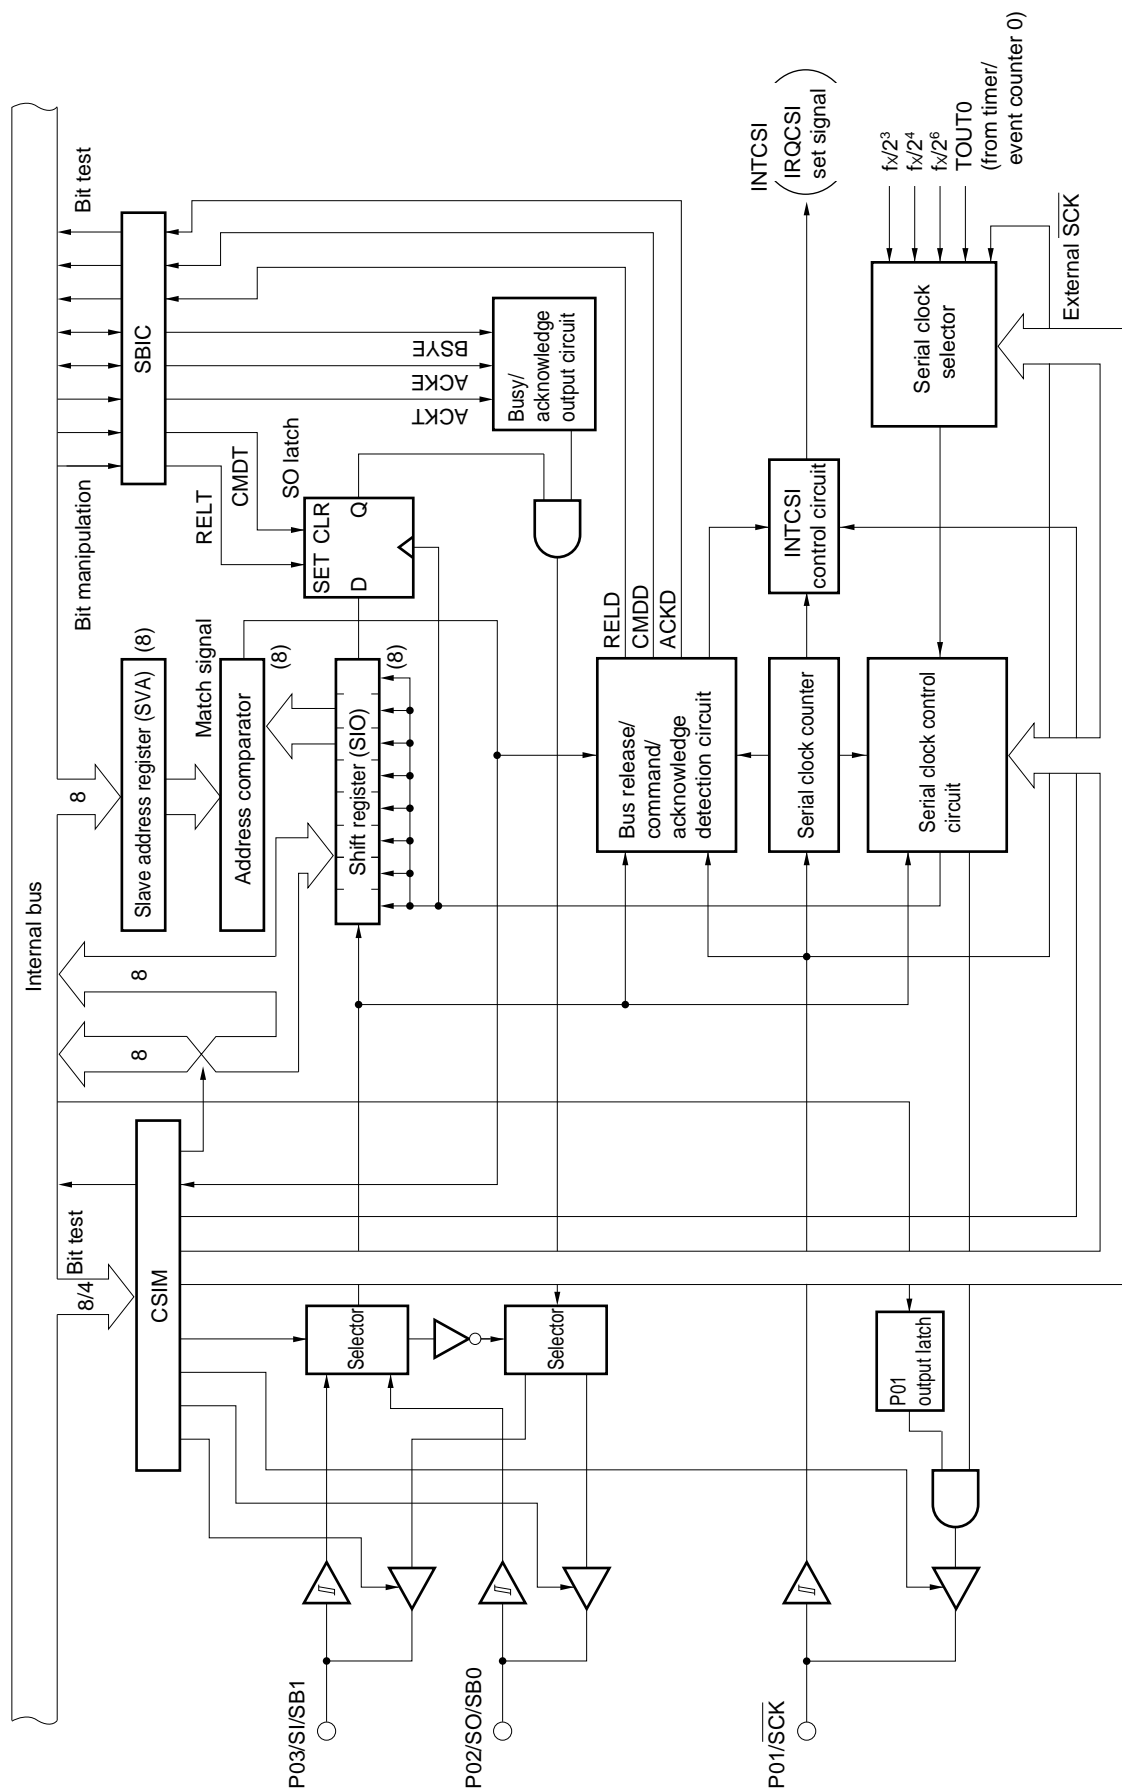 Internal bus
8/4
Bit test
8
8
8
Bit manipulation
Bit test
CSIM
Slave address register (SVA)
(8)
Match signal
Address comparator
(8)
Shift register (SIO)
(8)
SBIC
RELT
CMDT
SO latch
SET CLR
D
Q
ACKT
ACKE
BSYE
Busy/
acknowledge
output circuit
Selector
Selector
P03/SI/SB1
P02/SO/SB0
P01/SCK
P01
output latch
Bus release/
command/
acknowledge
detection circuit
RELD
CMDD
ACKD
Serial clock counter
INTCSI
control circuit
INTCSI
IRQCSI
set signal
Serial clock control
circuit
Serial clock
selector
fX/2³
fX/2⁴
fX/2⁶
TOUT0
(from timer/
event counter 0)
External SCK